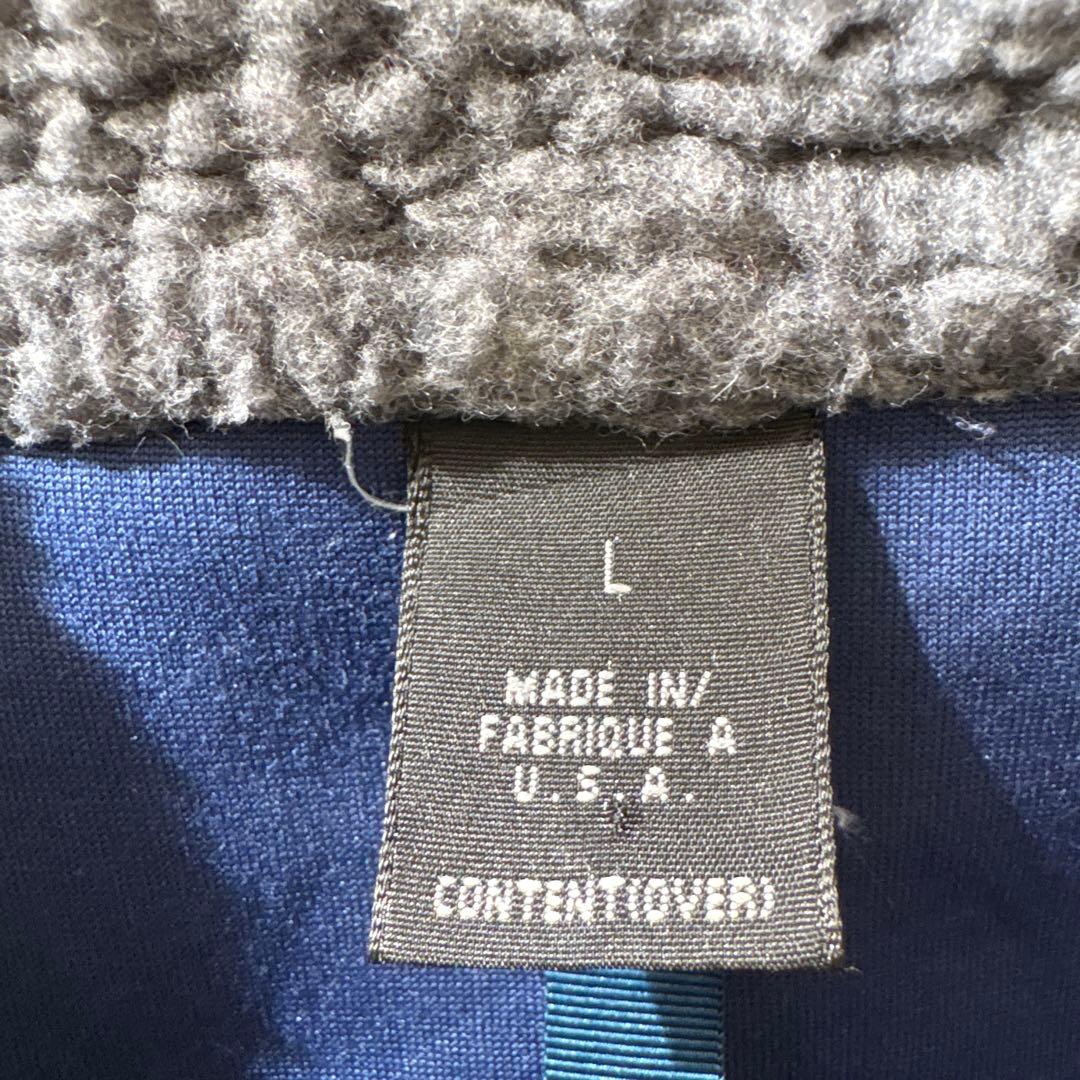 L
MADE IN/
FABRIQUE A
U.S.A.
CONTENT(OVER)